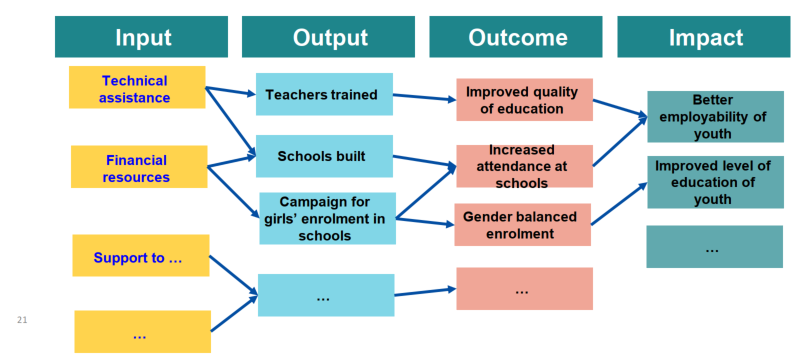 Input
Output
Outcome
Impact
Technical
assistance
Financial
resources
Support to …
…
Teachers trained
Schools built
Campaign for
girls’ enrolment in
schools
…
Improved quality
of education
Increased
attendance at
schools
Gender balanced
enrolment
…
Better
employability of
youth
Improved level of
education of
youth
…
21